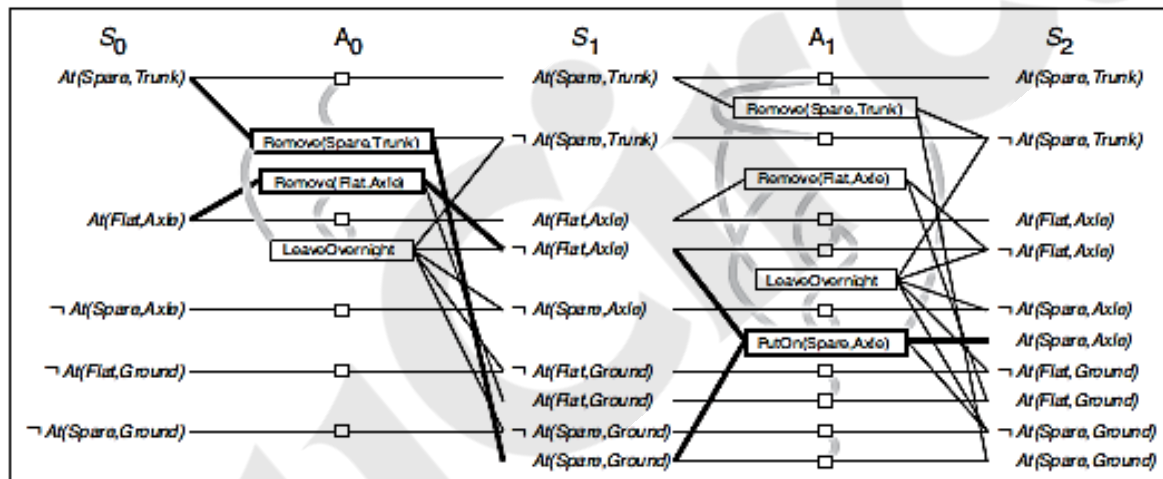 S0 A0 S1 A1 S2
At(Spare,Trunk) At(Spare,Trunk) At(Spare,Trunk)
Remove(Spare,Trunk)
Remove(Spare,Trunk) ¬ At(Spare,Trunk) ¬ At(Spare,Trunk)
Remove(Flat,Axle) Remove(Flat,Axle)
At(Flat,Axle) At(Flat,Axle) At(Flat,Axle)
LeaveOvernight ¬ At(Flat,Axle) ¬ At(Flat,Axle)
LeaveOvernight
¬ At(Spare,Axle) ¬ At(Spare,Axle) ¬ At(Spare,Axle)
PutOn(Spare,Axle) At(Spare,Axle)
¬ At(Flat,Ground) ¬ At(Flat,Ground) ¬ At(Flat,Ground)
At(Flat,Ground) At(Flat,Ground)
¬ At(Spare,Ground) ¬ At(Spare,Ground) ¬ At(Spare,Ground)
At(Spare,Ground) At(Spare,Ground)